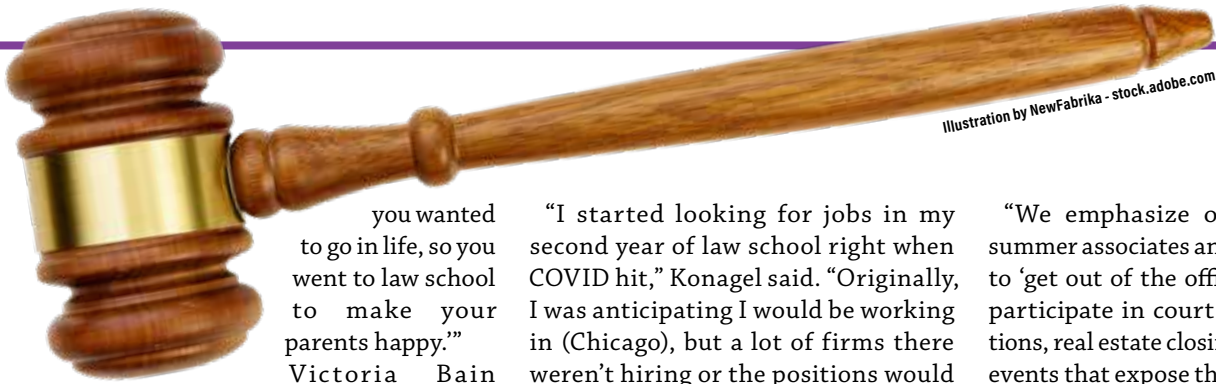 Illustration by NewFabrika - stock.adobe.com
you wanted
to go in life, so you
went to law school
to make your
parents happy.’”
Victoria Bain
“I started looking for jobs in my
second year of law school right when
COVID hit,” Konagel said. “Originally,
I was anticipating I would be working
in (Chicago), but a lot of firms there
weren’t hiring or the positions would
“We emphasize o
summer associates an
to ‘get out of the off
participate in court
tions, real estate closi
events that expose th